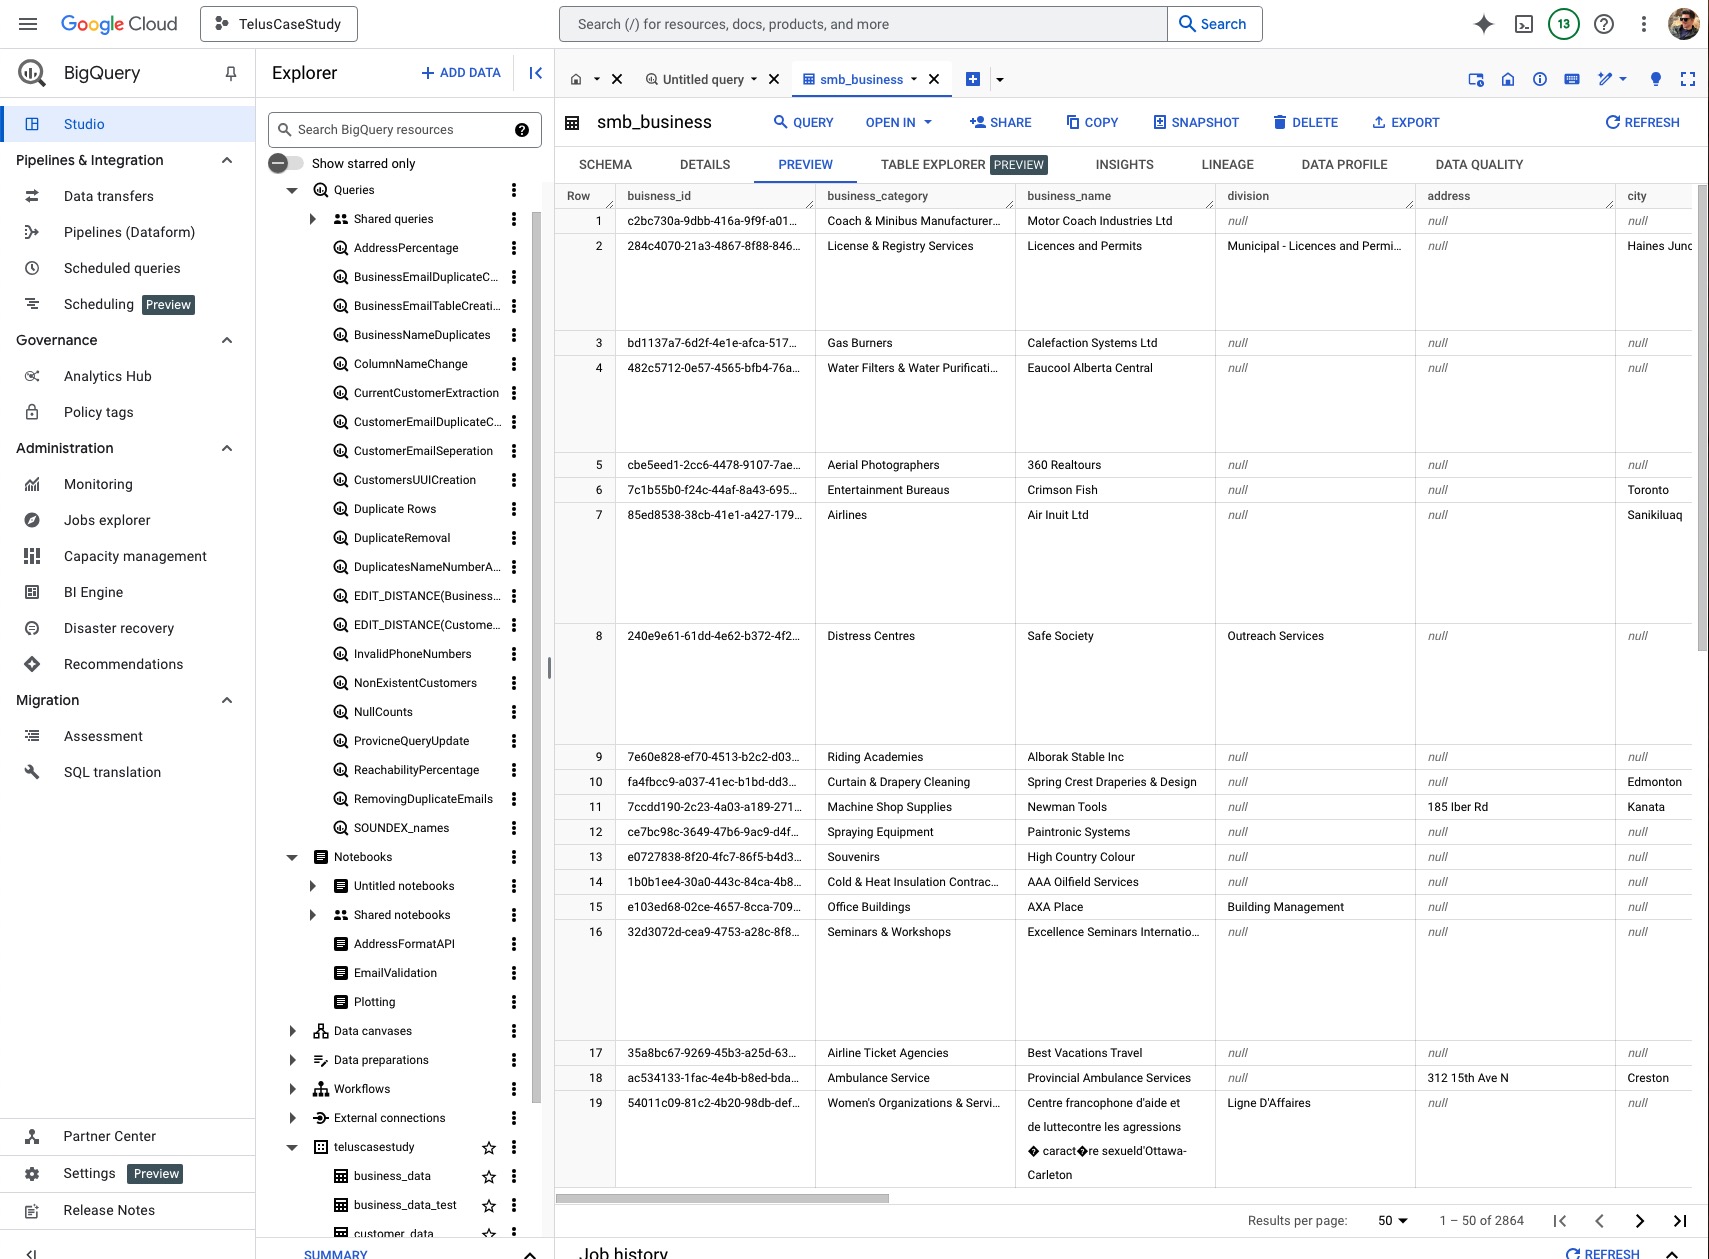 Google Cloud
TelusCaseStudy
Search (/) for resources, docs, products, and more
Search
13
BigQuery
Studio
Pipelines & Integration
Data transfers
Pipelines (Dataform)
Scheduled queries
Scheduling Preview
Governance
Analytics Hub
Policy tags
Administration
Monitoring
Jobs explorer
Capacity management
BI Engine
Disaster recovery
Recommendations
Migration
Assessment
SQL translation
Partner Center
Settings Preview
Release Notes
Explorer
ADD DATA
Search BigQuery resources
Show starred only
Queries
Shared queries
AddressPercentage
BusinessEmailDuplicateC...
BusinessEmailTableCreati...
BusinessNameDuplicates
ColumnNameChange
CurrentCustomerExtraction
CustomerEmailDuplicateC...
CustomerEmailSeperation
CustomersUUICreation
Duplicate Rows
DuplicateRemoval
DuplicatesNameNumberA...
EDIT_DISTANCE(Business...
EDIT_DISTANCE(Custome...
InvalidPhoneNumbers
NonExistentCustomers
NullCounts
ProvicneQueryUpdate
ReachabilityPercentage
RemovingDuplicateEmails
SOUNDEX_names
Notebooks
Untitled notebooks
Shared notebooks
AddressFormatAPI
EmailValidation
Plotting
Data canvases
Data preparations
Workflows
External connections
teluscasestudy
business_data
business_data_test
customer_data
SUMMARY
Untitled query
smb_business
smb_business
QUERY
OPEN IN
SHARE
COPY
SNAPSHOT
DELETE
EXPORT
REFRESH
SCHEMA DETAILS PREVIEW TABLE EXPLORER PREVIEW INSIGHTS LINEAGE DATA PROFILE DATA QUALITY
Row buisness_id business_category business_name division address city
1 c2bc730a-9dbb-416a-9f9f-a01... Coach & Minibus Manufacturer... Motor Coach Industries Ltd null null null
2 284c4070-21a3-4867-8f88-846... License & Registry Services Licences and Permits Municipal - Licences and Permi... null Haines Junc
3 bd1137a7-6d2f-4e1e-afca-517... Gas Burners Calefaction Systems Ltd null null null
4 482c5712-0e57-4565-bfb4-76a... Water Filters & Water Purificati... Eaucool Alberta Central null null null
5 cbe5eed1-2cc6-4478-9107-7ae... Aerial Photographers 360 Realtours null null null
6 7c1b55b0-f24c-44af-8a43-695... Entertainment Bureaus Crimson Fish null null Toronto
7 85ed8538-38cb-41e1-a427-179... Airlines Air Inuit Ltd null null Sanikiluaq
8 240e9e61-61dd-4e62-b372-4f2... Distress Centres Safe Society Outreach Services null null
9 7e60e828-ef70-4513-b2c2-d03... Riding Academies Alborak Stable Inc null null null
10 fa4fbcc9-a037-41ec-b1bd-dd3... Curtain & Drapery Cleaning Spring Crest Draperies & Design null null Edmonton
11 7ccdd190-2c23-4a03-a189-271... Machine Shop Supplies Newman Tools null 185 Iber Rd Kanata
12 ce7bc98c-3649-47b6-9ac9-d4f... Spraying Equipment Paintronic Systems null null null
13 e0727838-8f20-4fc7-86f5-b4d3... Souvenirs High Country Colour null null null
14 1b0b1ee4-30a0-443c-84ca-4b8... Cold & Heat Insulation Contrac... AAA Oilfield Services null null null
15 e103ed68-02ce-4657-8cca-709... Office Buildings AXA Place Building Management null null
16 32d3072d-cea9-4753-a28c-8f8... Seminars & Workshops Excellence Seminars Internatio... null null null
17 35a8bc67-9269-45b3-a25d-63... Airline Ticket Agencies Best Vacations Travel null null null
18 ac534133-1fac-4e4b-b8ed-bda... Ambulance Service Provincial Ambulance Services null 312 15th Ave N Creston
19 54011c09-81c2-4b20-98db-def... Women's Organizations & Servi... Centre francophone d'aide et Ligne D'Affaires null null
de luttecontre les agressions
� caract�re sexueld'Ottawa-
Carleton
Results per page: 50 1 – 50 of 2864
Job history
REFRESH